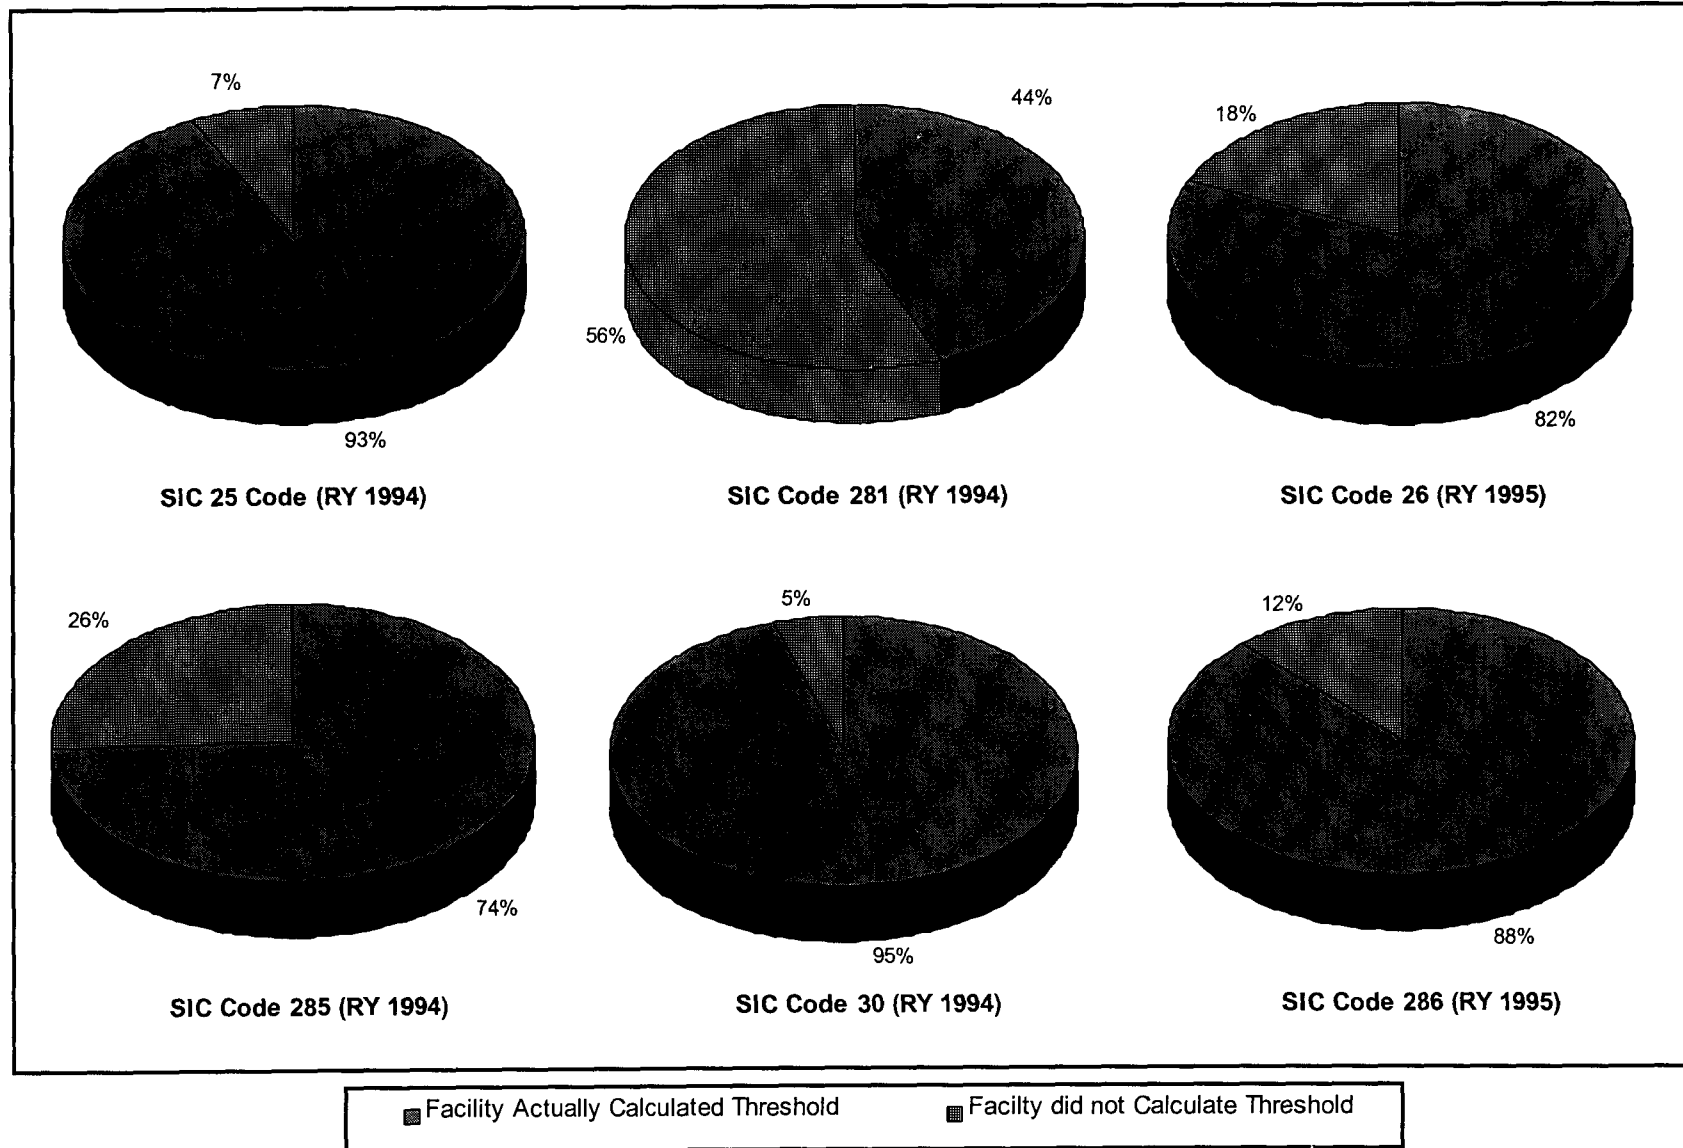 7%
44%
18%
56%
93%
82%
SIC 25 Code (RY 1994)
SIC Code 281 (RY 1994)
SIC Code 26 (RY 1995)
26%
5%
12%
74%
95%
88%
SIC Code 285 (RY 1994)
SIC Code 30 (RY 1994)
SIC Code 286 (RY 1995)
Facility Actually Calculated Threshold
Facilty did not Calculate Threshold